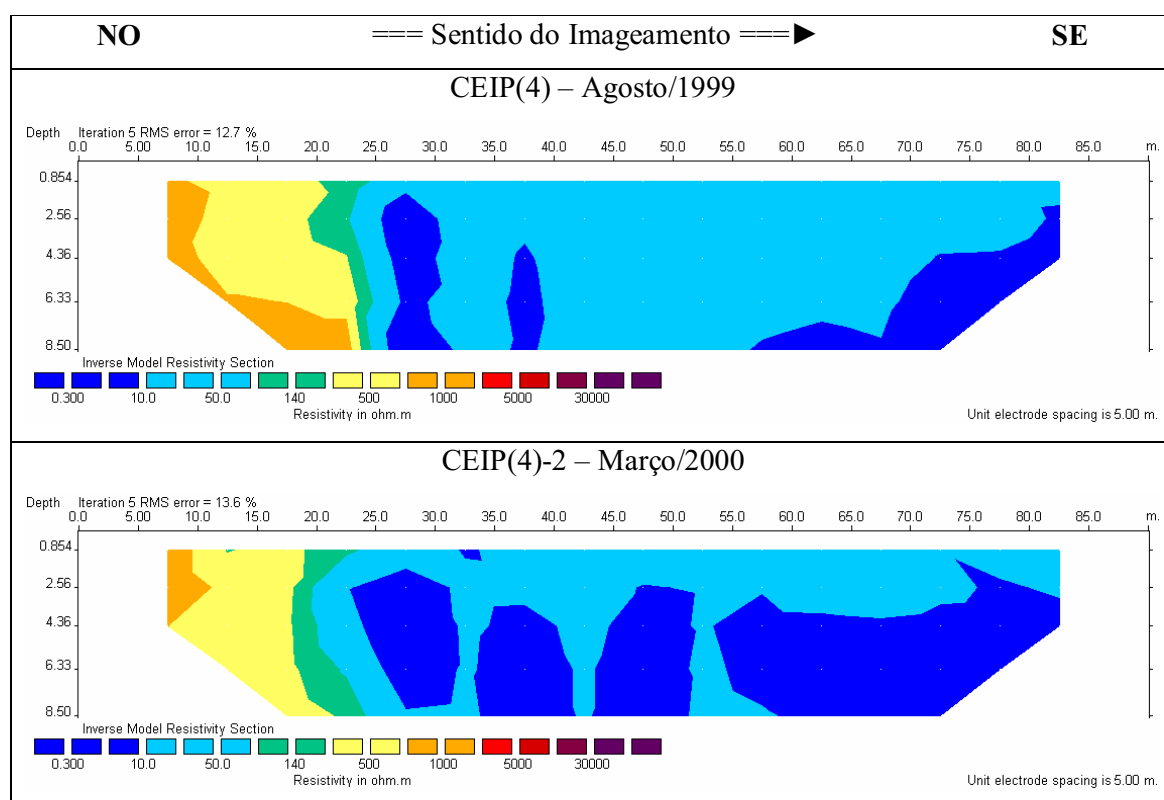 NO === Sentido do Imageamento ===► SE
CEIP(4) – Agosto/1999
Depth Iteration 5 RMS error = 12.7 %
0.0 5.00 10.0 15.0 20.0 25.0 30.0 35.0 40.0 45.0 50.0 55.0 60.0 65.0 70.0 75.0 80.0 85.0 m.
0.854
2.56
4.36
6.33
8.50
Inverse Model Resistivity Section
0.300 10.0 50.0 140 500 1000 5000 30000
Resistivity in ohm.m Unit electrode spacing is 5.00 m.
CEIP(4)-2 – Março/2000
Depth Iteration 5 RMS error = 13.6 %
0.0 5.00 10.0 15.0 20.0 25.0 30.0 35.0 40.0 45.0 50.0 55.0 60.0 65.0 70.0 75.0 80.0 85.0 m.
0.854
2.56
4.36
6.33
8.50
Inverse Model Resistivity Section
0.300 10.0 50.0 140 500 1000 5000 30000
Resistivity in ohm.m Unit electrode spacing is 5.00 m.